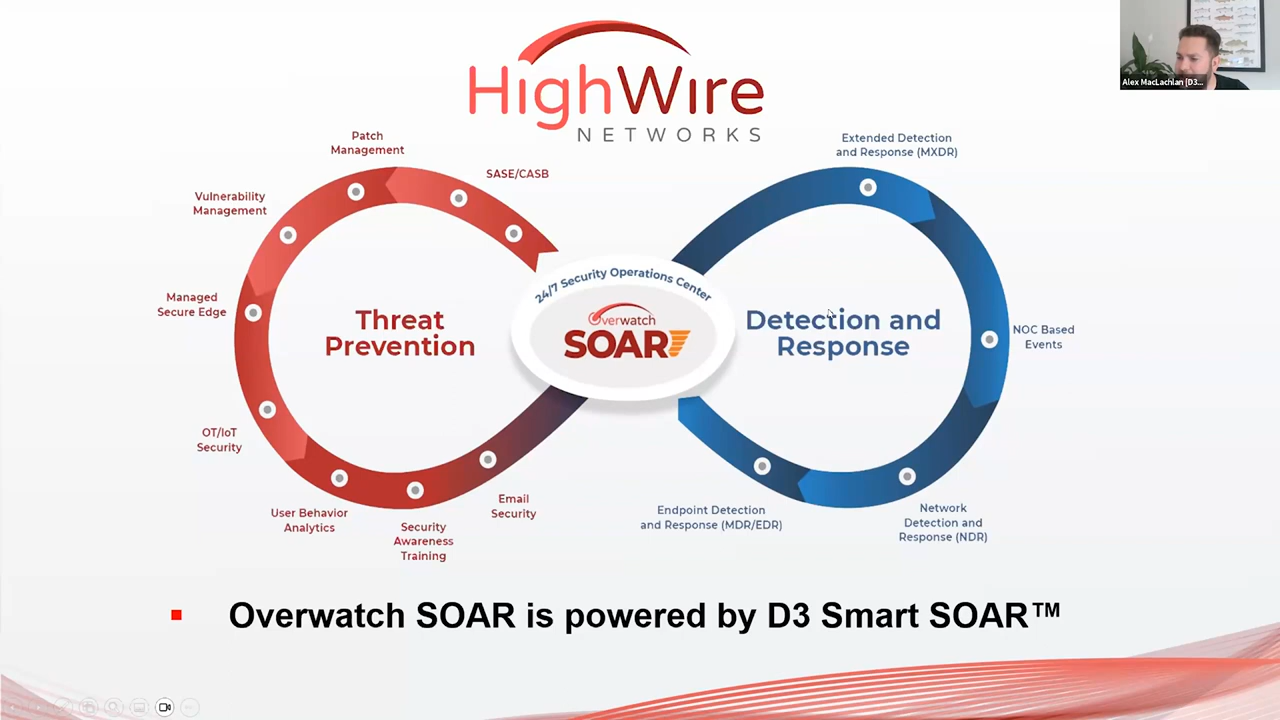 Alex MacLachlan (D3...
HighWire
NETWORKS
Patch
Management
SASE/CASB
Vulnerability
Management
Managed
Secure Edge
OT/IoT
Security
User Behavior
Analytics
Security
Awareness
Training
Email
Security
Threat
Prevention
24/7 Security Operations Center
Overwatch
SOAR
Detection and
Response
Extended Detection
and Response (MXDR)
NOC Based
Events
Network
Detection and
Response (NDR)
Endpoint Detection
and Response (MDR/EDR)
Overwatch SOAR is powered by D3 Smart SOAR™